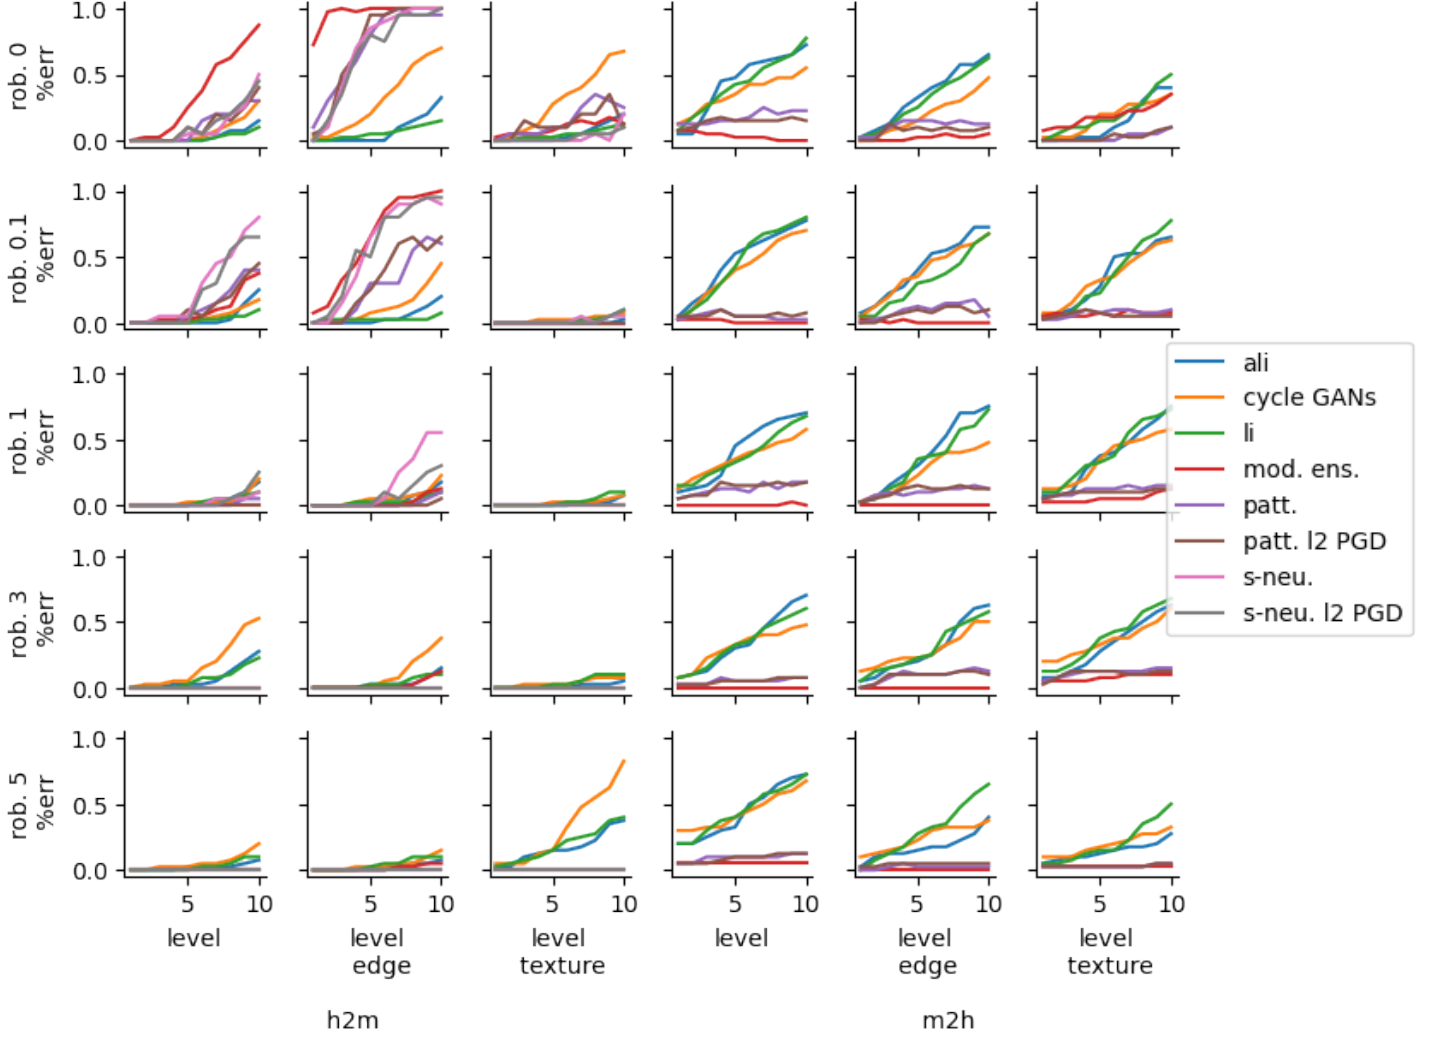 1.0
0.5
0.0
rob. 0
%err
1.0
0.5
0.0
rob. 0.1
%err
1.0
0.5
0.0
rob. 1
%err
1.0
0.5
0.0
rob. 3
%err
1.0
0.5
0.0
rob. 5
%err
ali
cycle GANs
li
mod. ens.
patt.
patt. l2 PGD
s-neu.
s-neu. l2 PGD
5 10 5 10 5 10 5 10 5 10 5 10
level level level level level level
edge texture edge texture
h2m m2h